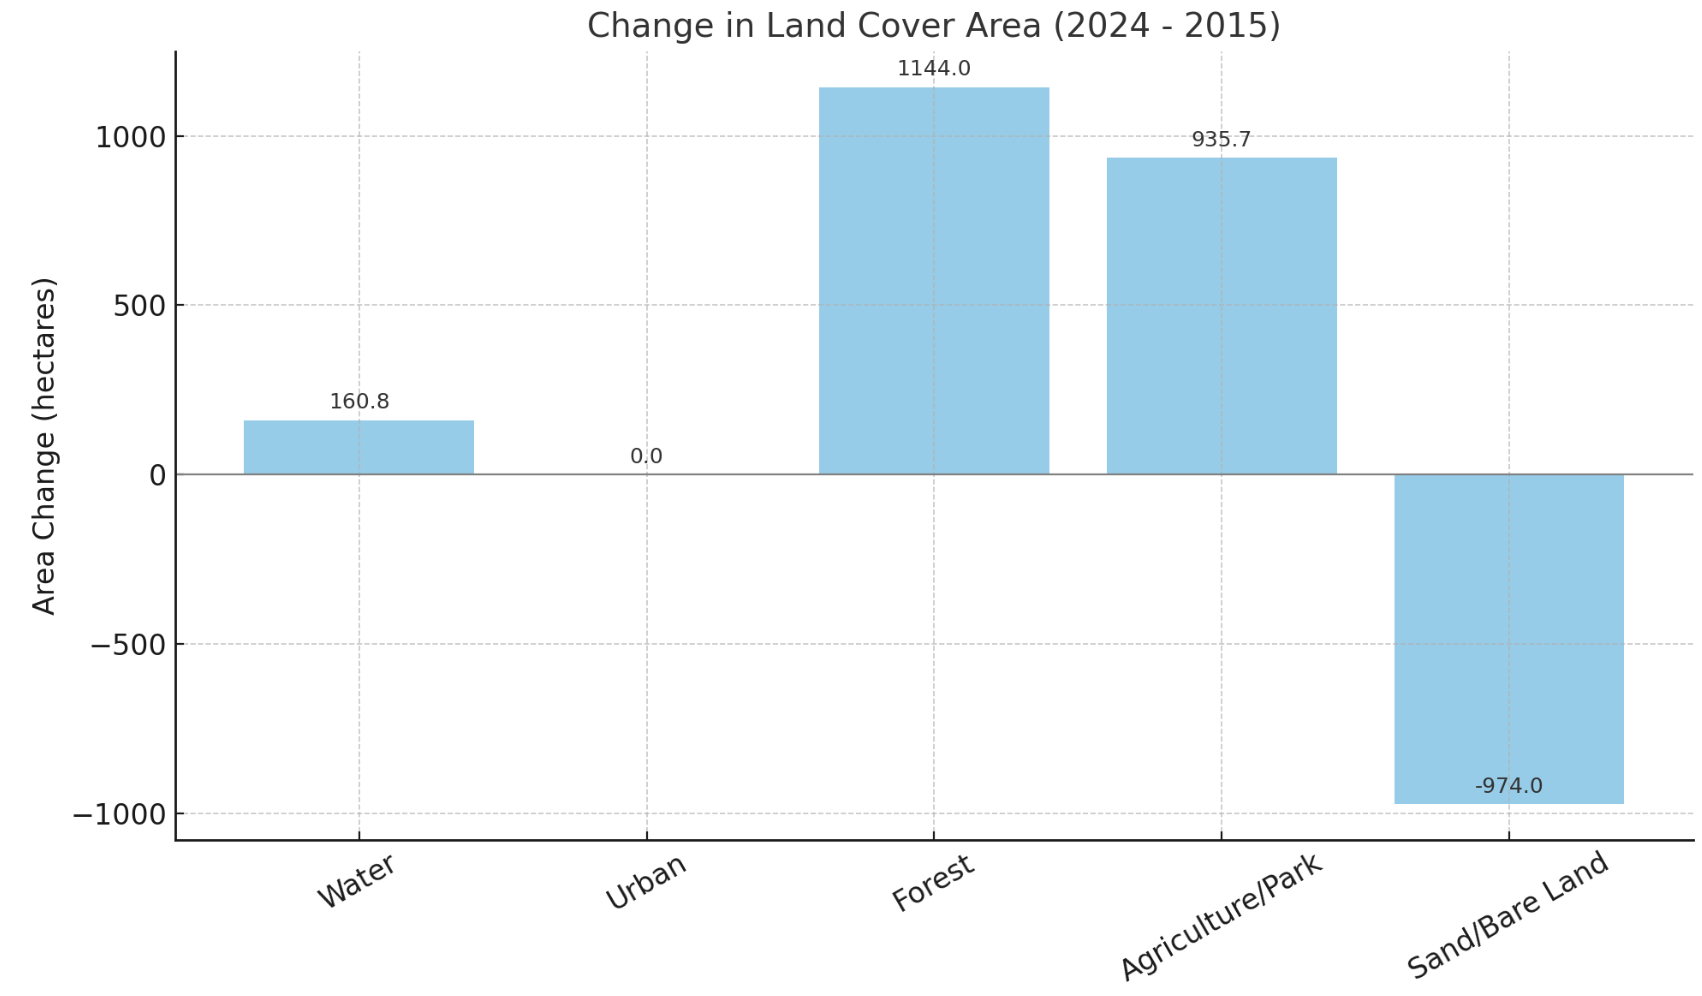 Change in Land Cover Area (2024 - 2015)
Area Change (hectares)
1000
500
0
−500
−1000
160.8
0.0
1144.0
935.7
-974.0
Water
Urban
Forest
Agriculture/Park
Sand/Bare Land